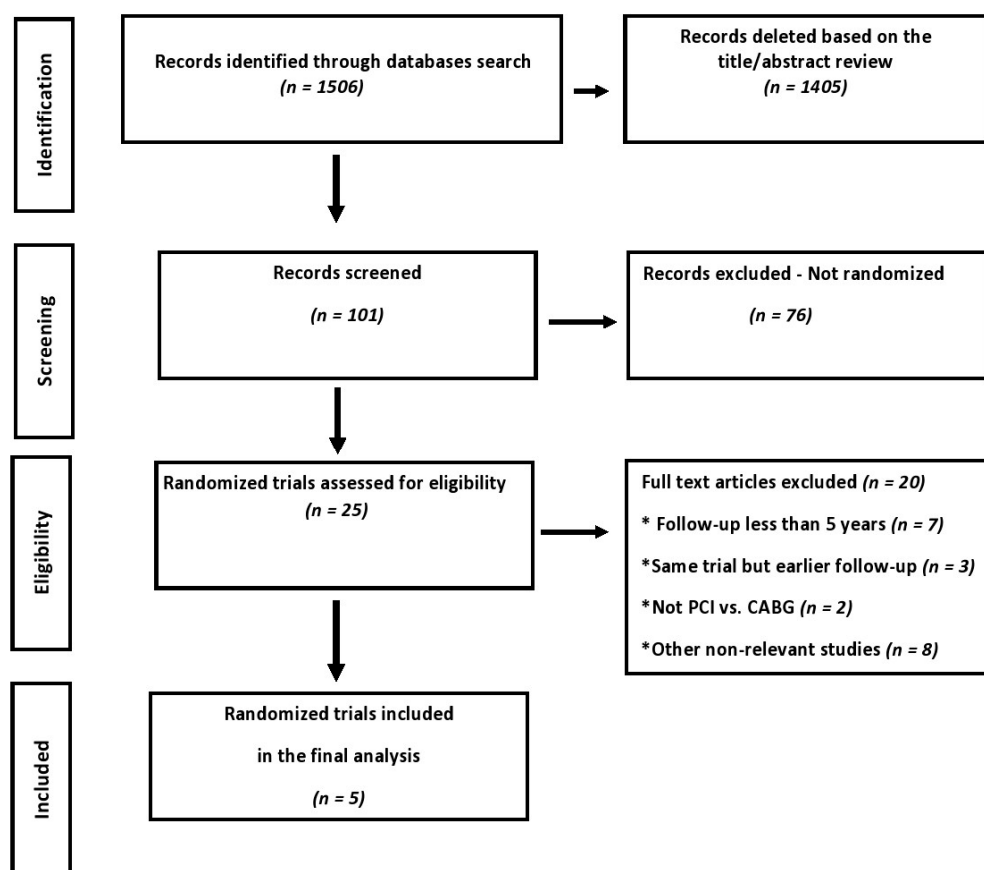 Identification
Records identified through databases search
(n = 1506)
Records deleted based on the
title/abstract review
(n = 1405)
Screening
Records screened
(n = 101)
Records excluded - Not randomized
(n = 76)
Eligibility
Randomized trials assessed for eligibility
(n = 25)
Full text articles excluded (n = 20)
* Follow-up less than 5 years (n = 7)
*Same trial but earlier follow-up (n = 3)
*Not PCI vs. CABG (n = 2)
*Other non-relevant studies (n = 8)
Included
Randomized trials included
in the final analysis
(n = 5)